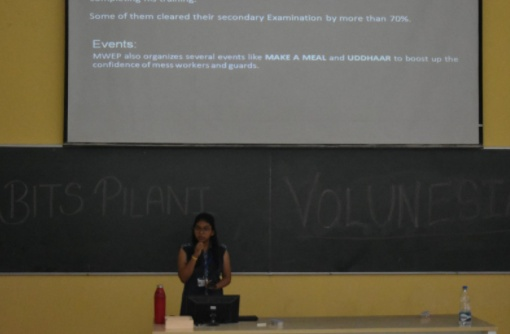 completing his training.
Some of them cleared their secondary Examination by more than 70%.
Events:
MWEP also organizes several events like MAKE A MEAL and UDDHAAR to boost up the
confidence of mess workers and guards.
BITS PILANI VOLUNESIA